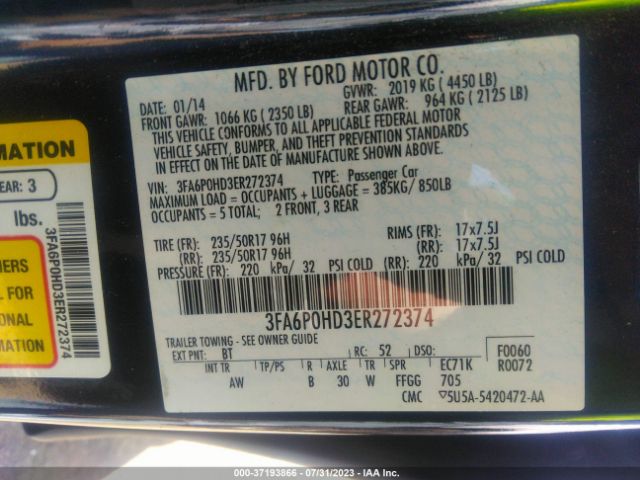 MFD. BY FORD MOTOR CO.
DATE: 01/14 GVWR: 2019 KG ( 4450 LB)
FRONT GAWR: 1066 KG ( 2350 LB) REAR GAWR: 964 KG ( 2125 LB)
THIS VEHICLE CONFORMS TO ALL APPLICABLE FEDERAL MOTOR
VEHICLE SAFETY, BUMPER, AND THEFT PREVENTION STANDARDS
IN EFFECT ON THE DATE OF MANUFACTURE SHOWN ABOVE.
VIN: 3FA6P0HD3ER272374 TYPE: Passenger Car
MAXIMUM LOAD = OCCUPANTS + LUGGAGE = 385KG/ 850LB
OCCUPANTS = 5 TOTAL; 2 FRONT, 3 REAR
TIRE (FR): 235/50R17 96H RIMS (FR): 17x7.5J
(RR): 235/50R17 96H (RR): 17x7.5J
PRESSURE (FR): 220 kPa/ 32 PSI COLD (RR): 220 kPa/ 32 PSI COLD
3FA6P0HD3ER272374
TRAILER TOWING - SEE OWNER GUIDE
EXT PNT: BT RC: 52 DSO: F0060
INT TR TP/PS R AXLE TR SPR EC71K R0072
AW B 30 W FFGG 705
CMC ▽5U5A-5420472-AA
MATION
EAR: 3
lbs.
3FA6P0HD3ER272374
ERS
L FOR
ONAL
MATION
000-37193866 - 07/31/2023 - IAA Inc.